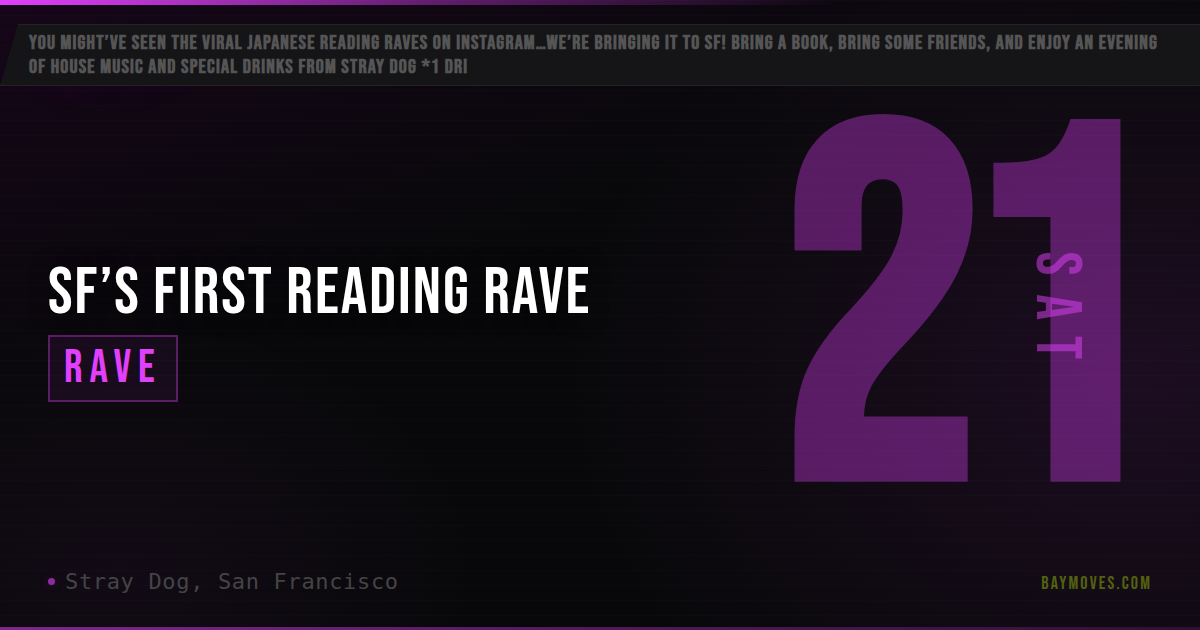 YOU MIGHT'VE SEEN THE VIRAL JAPANESE READING RAVES ON INSTAGRAM…WE'RE BRINGING IT TO SF! BRING A BOOK, BRING SOME FRIENDS, AND ENJOY AN EVENING
OF HOUSE MUSIC AND SPECIAL DRINKS FROM STRAY DOG *1 DRI
21
SAT
SF’S FIRST READING RAVE
RAVE
Stray Dog, San Francisco
BAYMOVES.COM